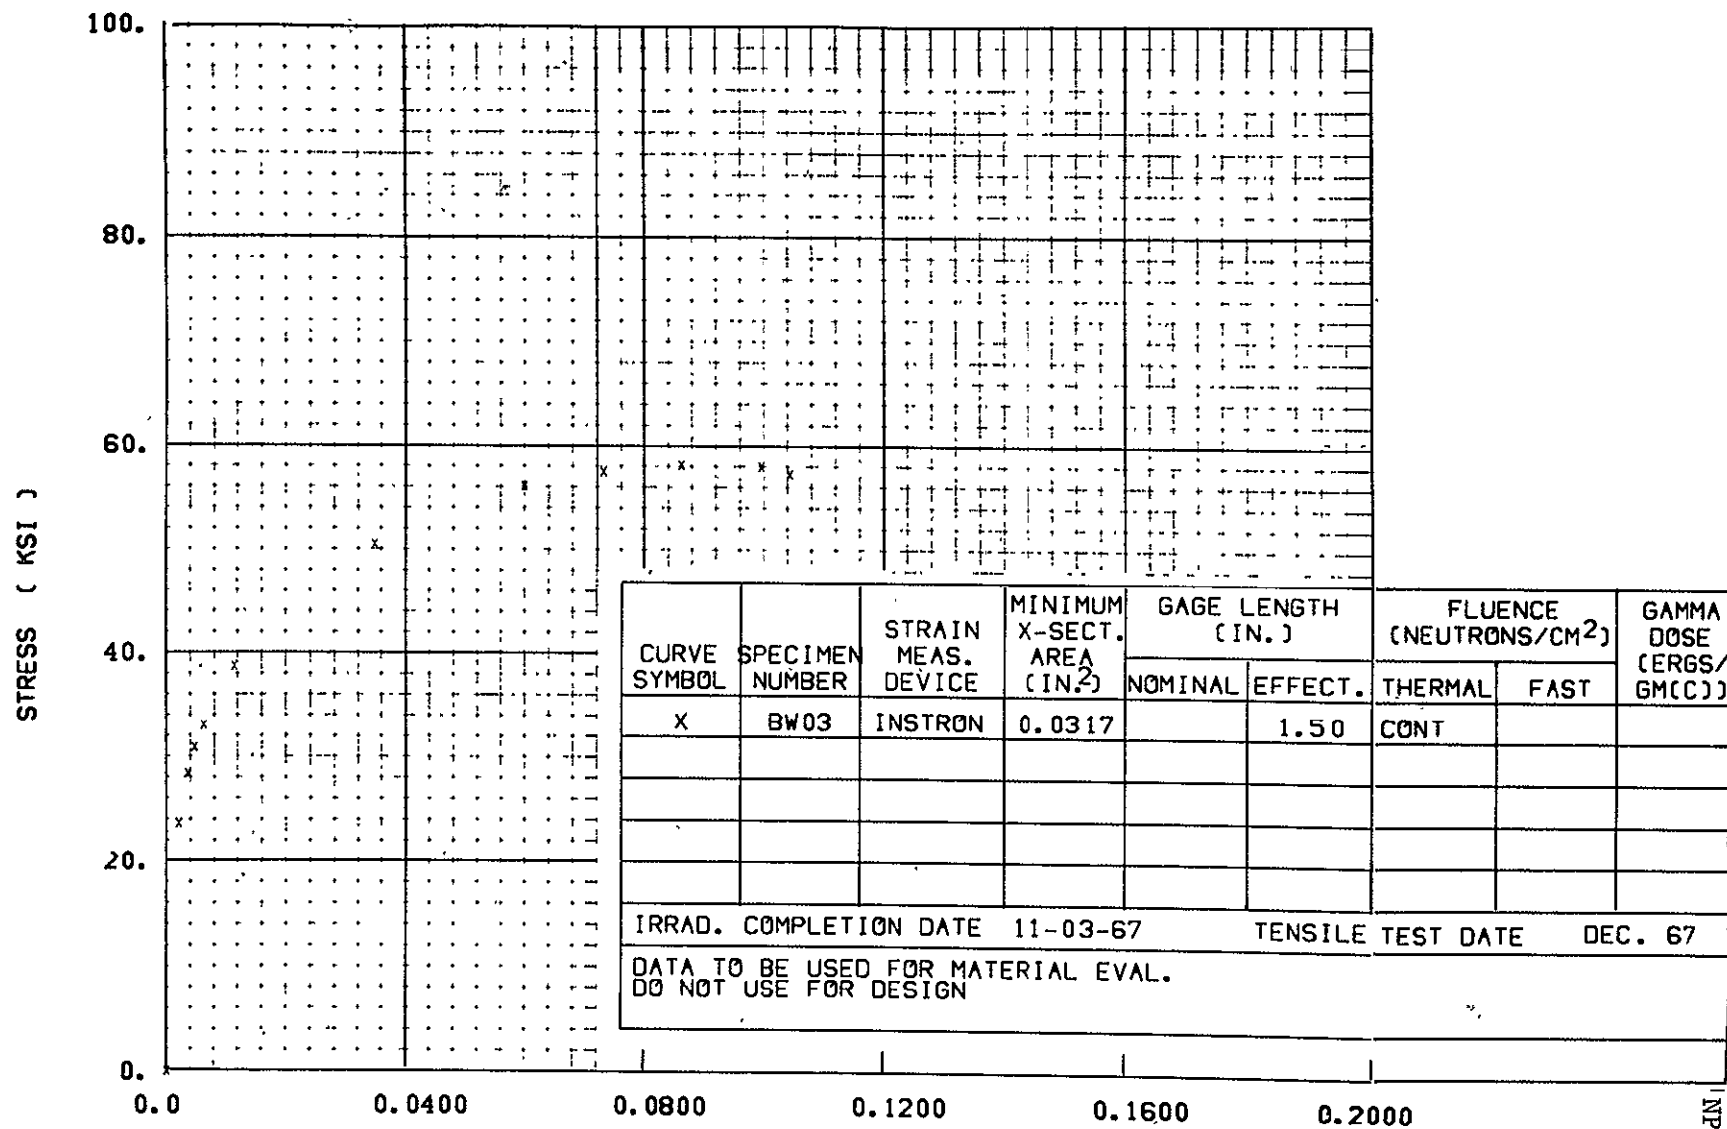 100.
80.
60.
40.
20.
0.
STRESS ( KSI )
0.0 0.0400 0.0800 0.1200 0.1600 0.2000
CURVE SYMBOL
SPECIMEN NUMBER
STRAIN MEAS. DEVICE
MINIMUM X-SECT. AREA (IN.2)
GAGE LENGTH (IN.)
NOMINAL EFFECT.
FLUENCE (NEUTRONS/CM2)
THERMAL FAST
GAMMA DOSE (ERGS/ GM(C))
X BW03 INSTRON 0.0317 1.50 CONT
IRRAD. COMPLETION DATE 11-03-67 TENSILE TEST DATE DEC. 67
DATA TO BE USED FOR MATERIAL EVAL.
DO NOT USE FOR DESIGN
NP